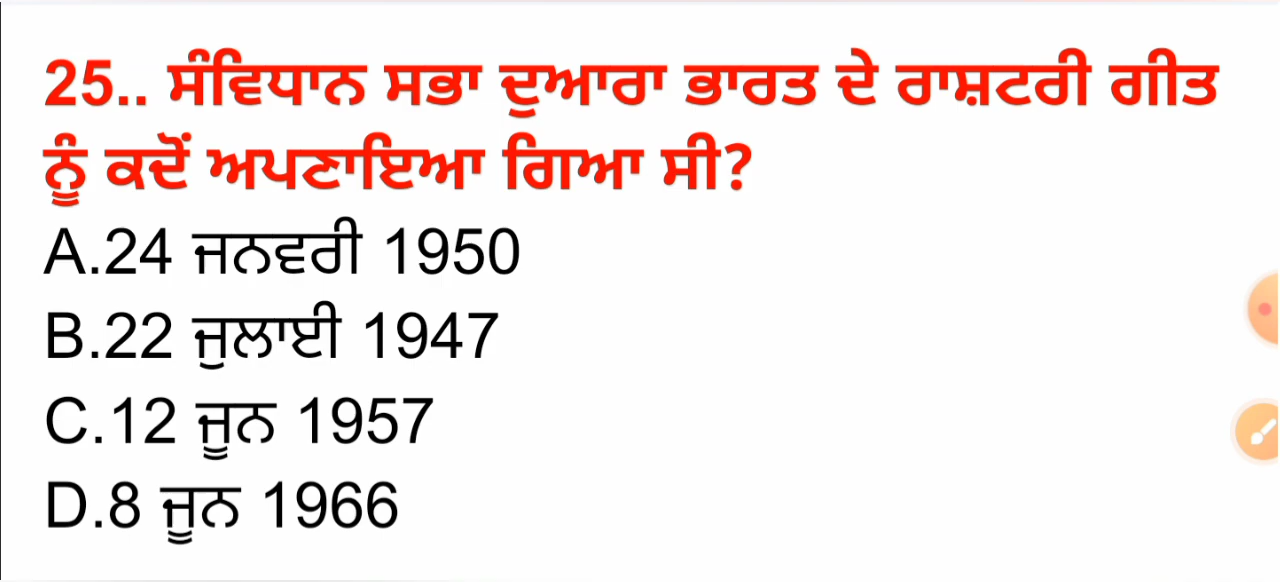 25.. ਸੰਵਿਧਾਨ ਸਭਾ ਦੁਆਰਾ ਭਾਰਤ ਦੇ ਰਾਸ਼ਟਰੀ ਗੀਤ
ਨੂੰ ਕਦੋਂ ਅਪਣਾਇਆ ਗਿਆ ਸੀ?
A.24 ਜਨਵਰੀ 1950
B.22 ਜੁਲਾਈ 1947
C.12 ਜੂਨ 1957
D.8 ਜੂਨ 1966